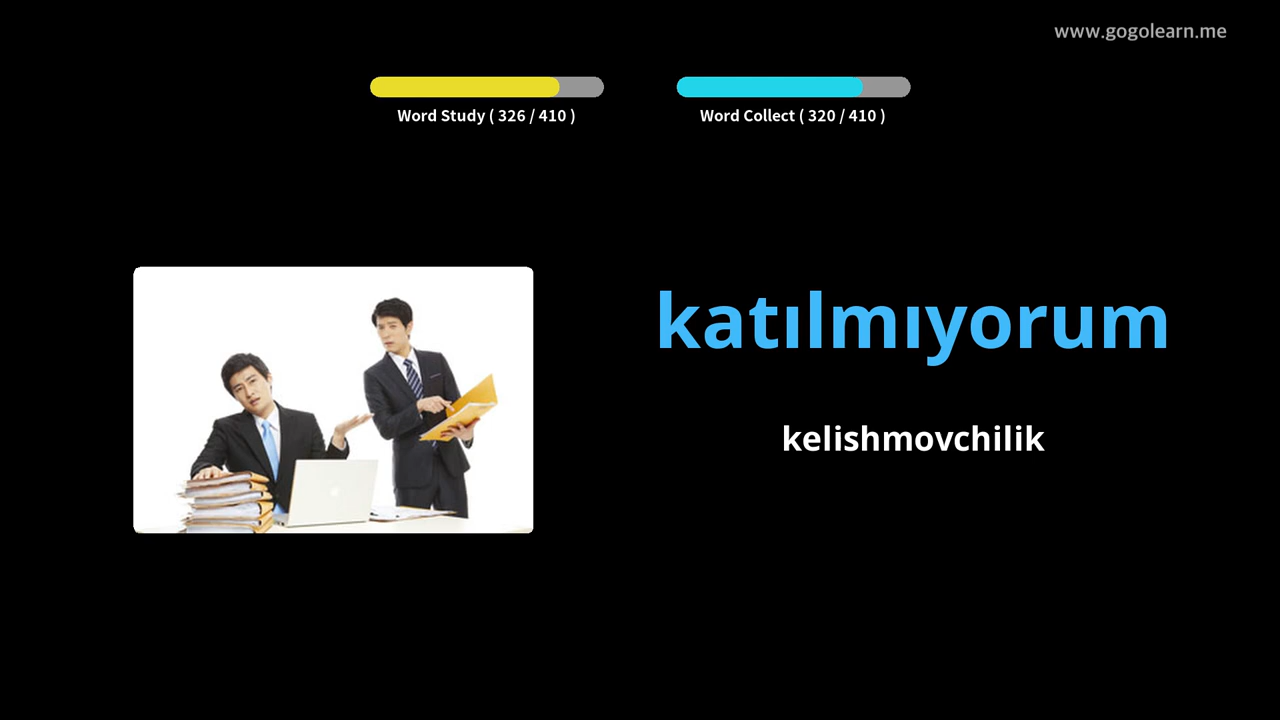 www.gogolearn.me
Word Study ( 326 / 410 )
Word Collect ( 320 / 410 )
katılmıyorum
kelishmovchilik